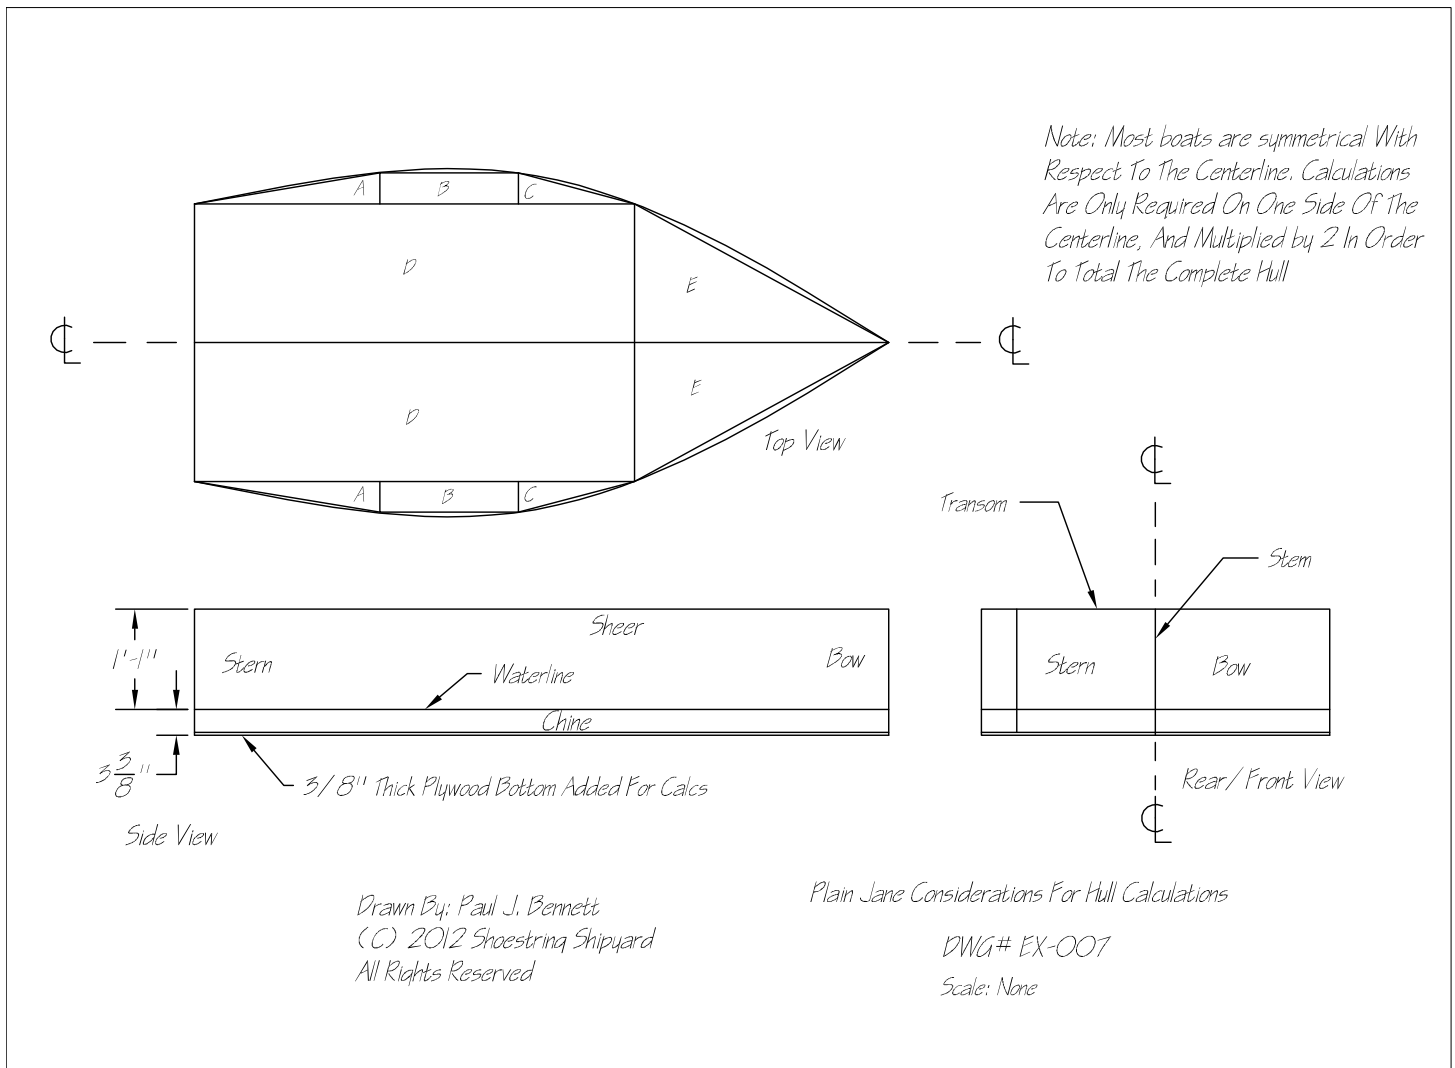 Note: Most boats are symmetrical With
Respect To The Centerline. Calculations
Are Only Required On One Side Of The
Centerline, And Multiplied by 2 In Order
To Total The Complete Hull
A
B
C
D
E
℄
℄
D
E
A
B
C
Top View
℄
Transom
Stem
1'-1"
Sheer
Stern
Waterline
Bow
Chine
Stern
Bow
3 3/8"
3/8" Thick Plywood Bottom Added For Calcs
Rear/Front View
℄
Side View
Plain Jane Considerations For Hull Calculations
Drawn By: Paul J. Bennett
(C) 2012 Shoestring Shipyard
All Rights Reserved
DWG# EX-007
Scale: None